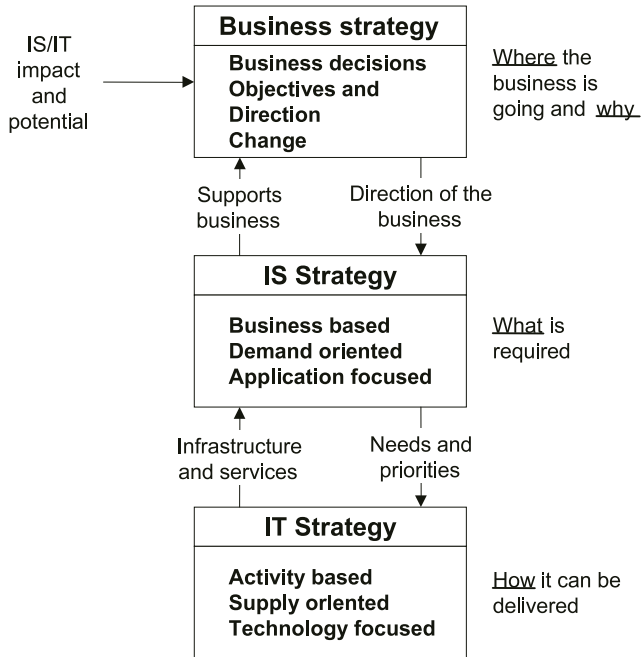 Business strategy
IS/IT
impact
and
potential
Business decisions
Objectives and
Direction
Change
Where the
business is
going and why
Supports
business
Direction of the
business
IS Strategy
Business based
Demand oriented
Application focused
What is
required
Infrastructure
and services
Needs and
priorities
IT Strategy
Activity based
Supply oriented
Technology focused
How it can be
delivered